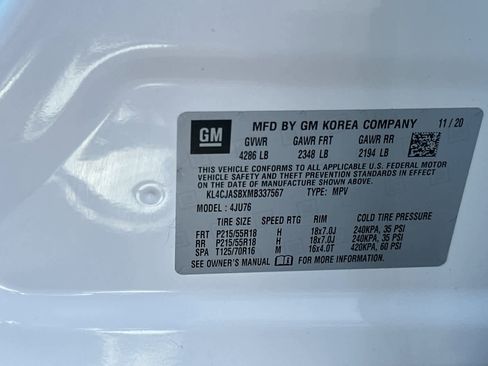 GM MFD BY GM KOREA COMPANY 11/20
GVWR GAWR FRT GAWR RR
4286 LB 2348 LB 2194 LB
THIS VEHICLE CONFORMS TO ALL APPLICABLE U.S. FEDERAL MOTOR
VEHICLE SAFETY AND THEFT PREVENTION STANDARDS IN EFFECT ON
THE DATE OF MANUFACTURE SHOWN ABOVE.
KL4CJASBXMB337567 TYPE: MPV
MODEL: 4JU76
TIRE SIZE SPEED RTG RIM COLD TIRE PRESSURE
FRT P215/55R18 H 18x7.0J 240KPA, 35 PSI
RR P215/55R18 H 18x7.0J 240KPA, 35 PSI
SPA T125/70R16 M 16x4.0T 420KPA, 60 PSI
SEE OWNER'S MANUAL FOR MORE INFORMATION.